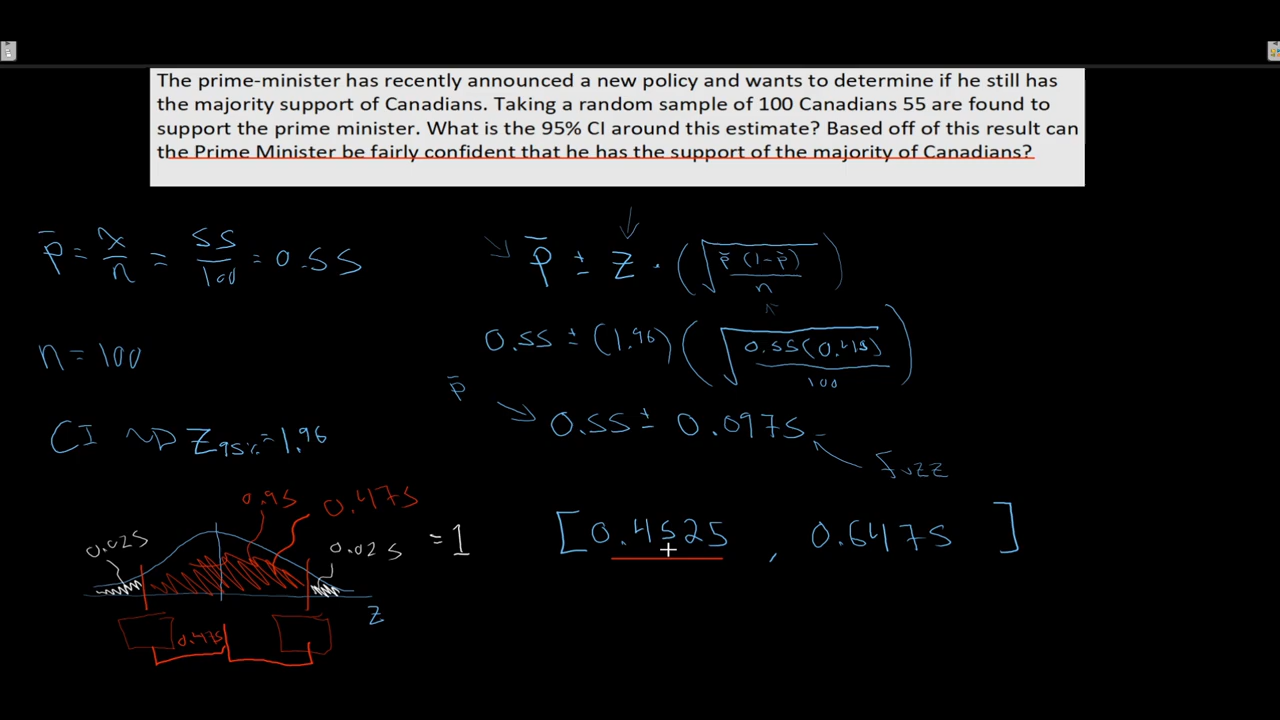 The prime-minister has recently announced a new policy and wants to determine if he still has
the majority support of Canadians. Taking a random sample of 100 Canadians 55 are found to
support the prime minister. What is the 95% CI around this estimate? Based off of this result can
the Prime Minister be fairly confident that he has the support of the majority of Canadians?
p̄ = x/n = 55/100 = 0.55
p̄ ± z · (√(p̄(1-p̄)/n))
0.55 ± (1.96) (√(0.55(0.45)/100))
n = 100
p̄
0.55 ± 0.0975
CI ~> Z95% = 1.96
Fuzz
0.95
0.475
0.025
0.025
= 1
[0.4525, 0.6475]
z
0.475